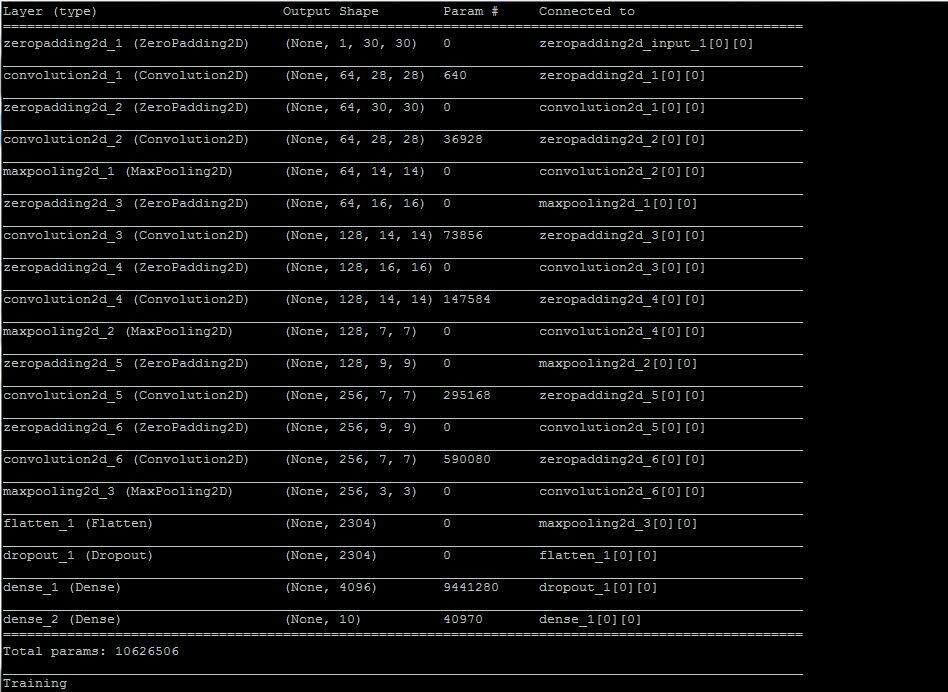 Layer (type) Output Shape Param # Connected to
====================================================================================================
zeropadding2d_1 (ZeroPadding2D) (None, 1, 30, 30) 0 zeropadding2d_input_1[0][0]
convolution2d_1 (Convolution2D) (None, 64, 28, 28) 640 zeropadding2d_1[0][0]
zeropadding2d_2 (ZeroPadding2D) (None, 64, 30, 30) 0 convolution2d_1[0][0]
convolution2d_2 (Convolution2D) (None, 64, 28, 28) 36928 zeropadding2d_2[0][0]
maxpooling2d_1 (MaxPooling2D) (None, 64, 14, 14) 0 convolution2d_2[0][0]
zeropadding2d_3 (ZeroPadding2D) (None, 64, 16, 16) 0 maxpooling2d_1[0][0]
convolution2d_3 (Convolution2D) (None, 128, 14, 14) 73856 zeropadding2d_3[0][0]
zeropadding2d_4 (ZeroPadding2D) (None, 128, 16, 16) 0 convolution2d_3[0][0]
convolution2d_4 (Convolution2D) (None, 128, 14, 14) 147584 zeropadding2d_4[0][0]
maxpooling2d_2 (MaxPooling2D) (None, 128, 7, 7) 0 convolution2d_4[0][0]
zeropadding2d_5 (ZeroPadding2D) (None, 128, 9, 9) 0 maxpooling2d_2[0][0]
convolution2d_5 (Convolution2D) (None, 256, 7, 7) 295168 zeropadding2d_5[0][0]
zeropadding2d_6 (ZeroPadding2D) (None, 256, 9, 9) 0 convolution2d_5[0][0]
convolution2d_6 (Convolution2D) (None, 256, 7, 7) 590080 zeropadding2d_6[0][0]
maxpooling2d_3 (MaxPooling2D) (None, 256, 3, 3) 0 convolution2d_6[0][0]
flatten_1 (Flatten) (None, 2304) 0 maxpooling2d_3[0][0]
dropout_1 (Dropout) (None, 2304) 0 flatten_1[0][0]
dense_1 (Dense) (None, 4096) 9441280 dropout_1[0][0]
dense_2 (Dense) (None, 10) 40970 dense_1[0][0]
====================================================================================================
Total params: 10626506
Training